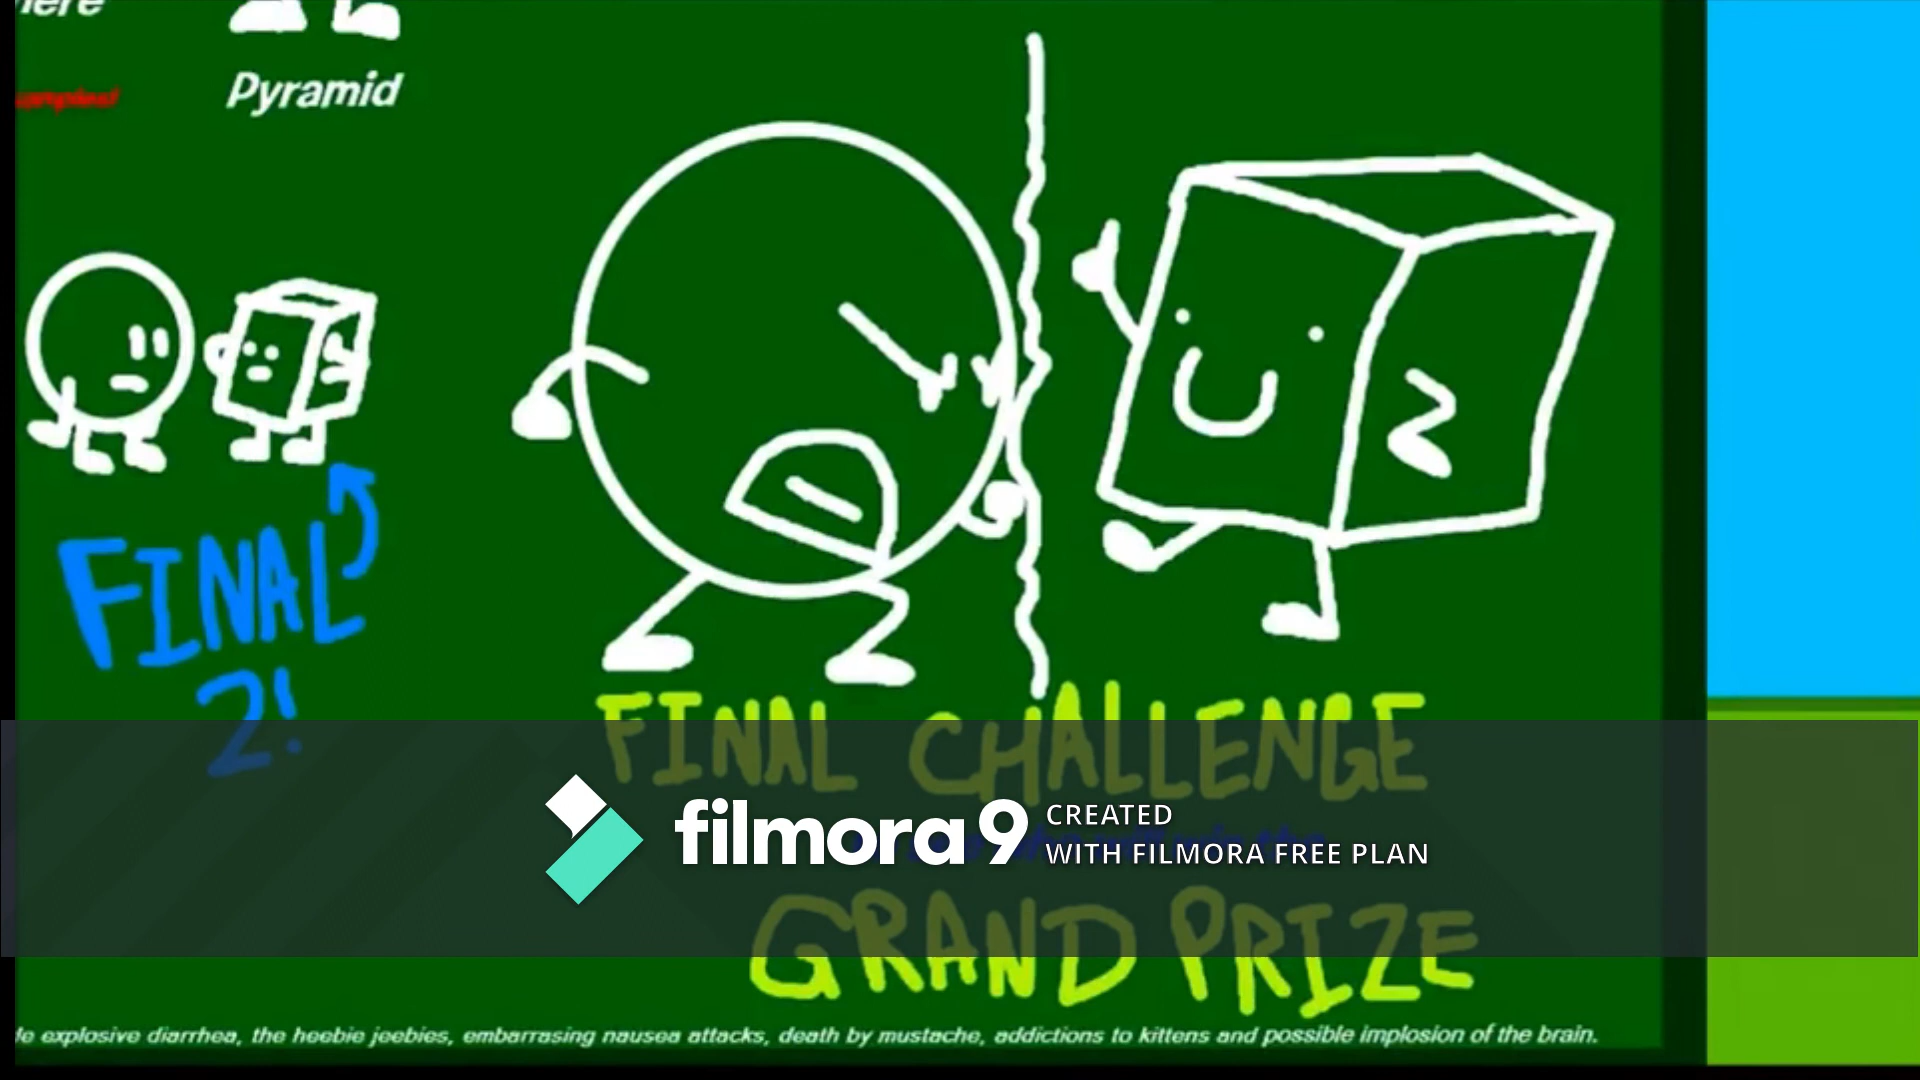 Pyramid
FINAL
2!
FINAL CHALLENGE
GRAND PRIZE
filmora9
CREATED
WITH FILMORA FREE PLAN
explosive diarrhea, the heebie jeebies, embarrasing nausea attacks, death by mustache, addictions to kittens and possible implosion of the brain.